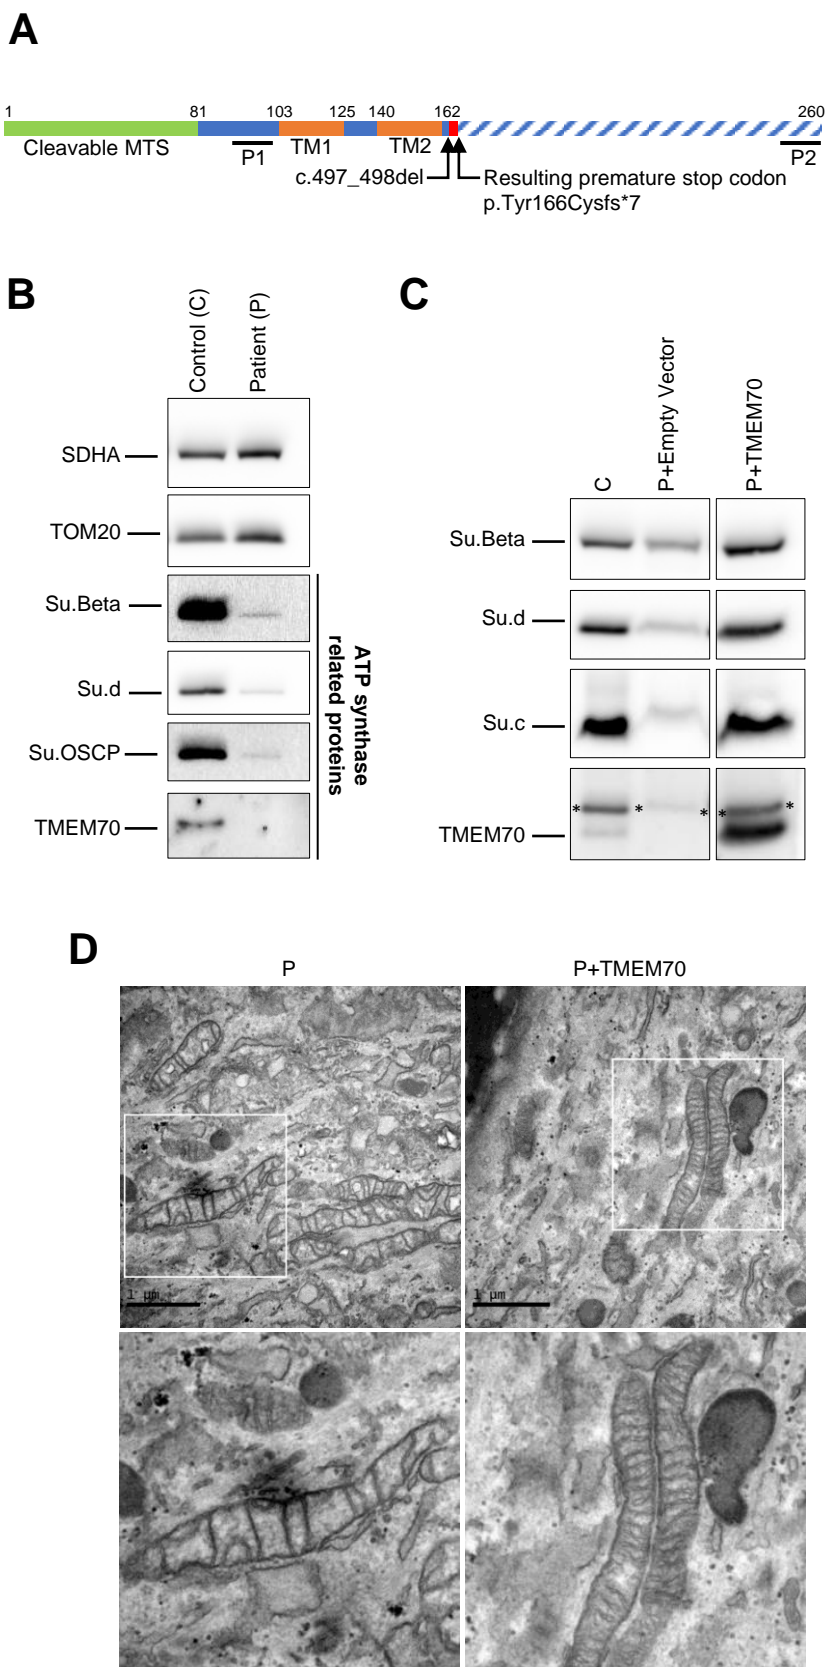 A
1 81 103 125 140 162 260
Cleavable MTS P1 TM1 TM2 P2
c.497_498del
Resulting premature stop codon
p.Tyr166Cysfs*7
B
Control (C)
Patient (P)
SDHA
TOM20
Su.Beta
Su.d
Su.OSCP
TMEM70
ATP synthase
related proteins
C
C
P+Empty Vector
P+TMEM70
Su.Beta
Su.d
Su.c
* * * * *
TMEM70
D
P P+TMEM70
1 µm 1 µm